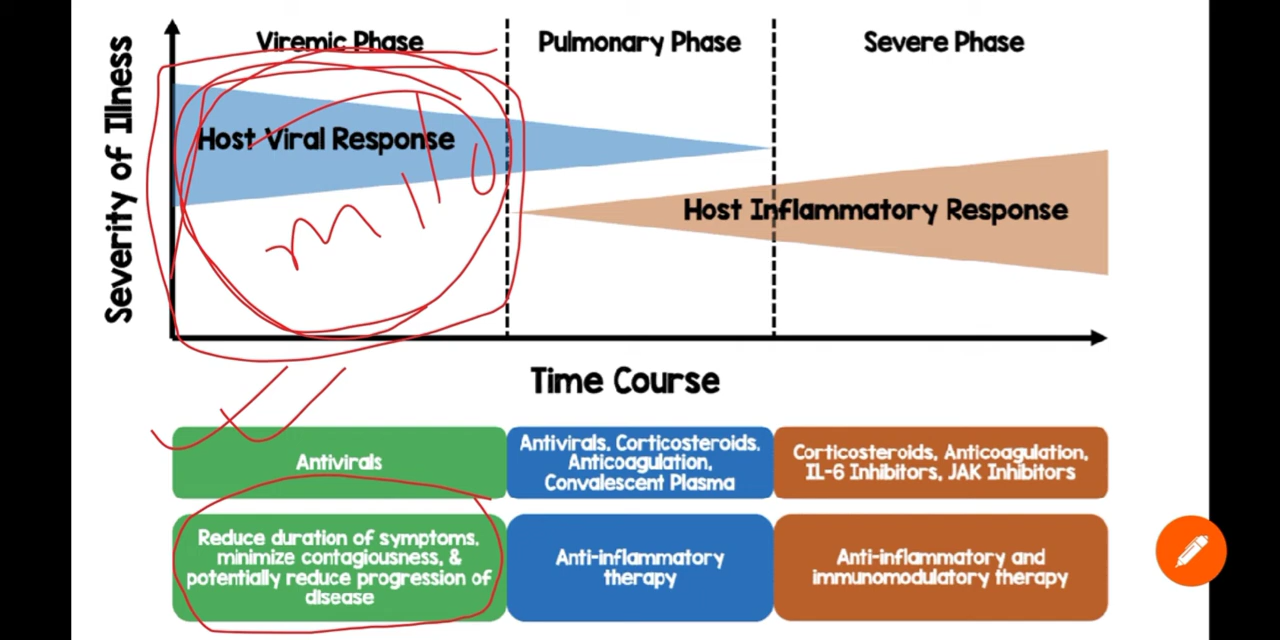 Viremic Phase
Pulmonary Phase
Severe Phase
Severity of Illness
Host Viral Response
Host Inflammatory Response
Time Course
Antivirals
Antivirals, Corticosteroids,
Anticoagulation,
Convalescent Plasma
Corticosteroids, Anticoagulation,
IL-6 Inhibitors, JAK Inhibitors
Reduce duration of symptoms,
minimize contagiousness, &
potentially reduce progression of
disease
Anti-inflammatory
therapy
Anti-inflammatory and
immunomodulatory therapy